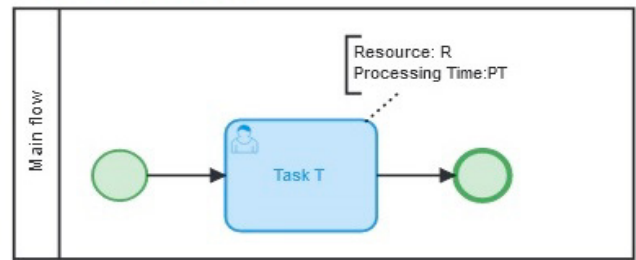 Main flow
Resource: R
Processing Time:PT
Task T